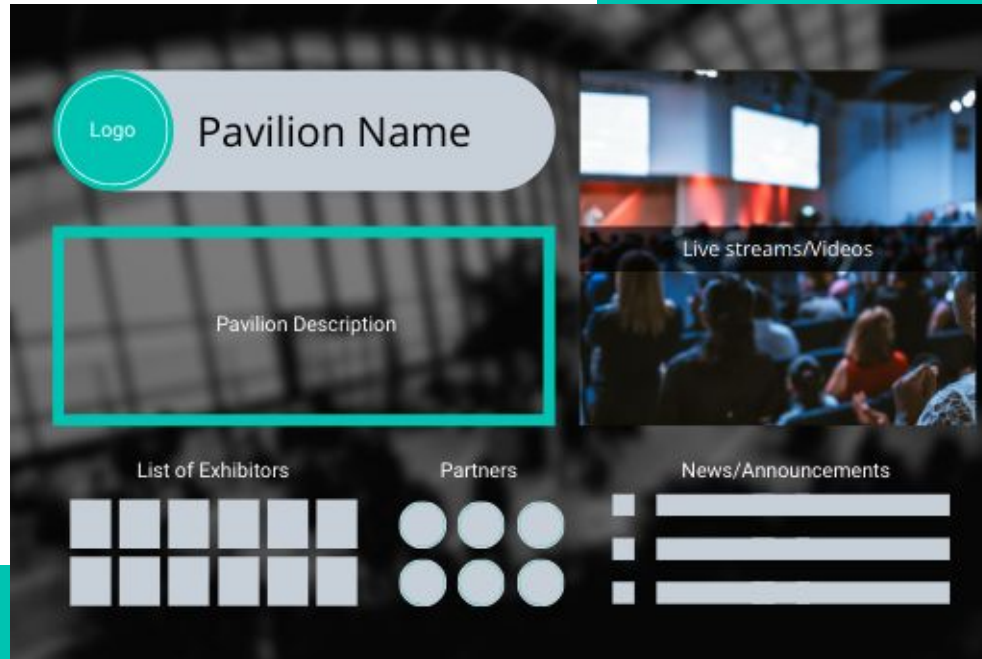 Logo
Pavilion Name
Live streams/Videos
Pavilion Description
List of Exhibitors
Partners
News/Announcements